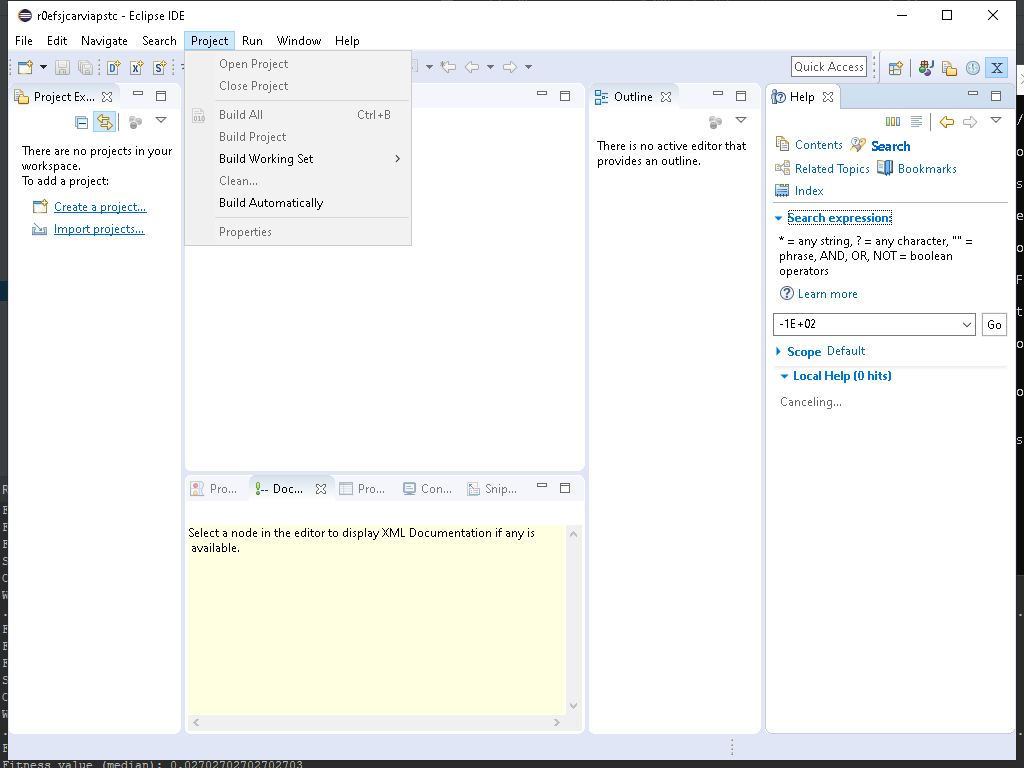 r0efsjcarviapstc - Eclipse IDE
File Edit Navigate Search Project Run Window Help
Open Project
Close Project
Build All Ctrl+B
Build Project
Build Working Set
Clean...
Build Automatically
Properties
Quick Access
Project Ex...
There are no projects in your
workspace.
To add a project:
Create a project...
Import projects...
Outline
There is no active editor that
provides an outline.
Help
Contents Search
Related Topics Bookmarks
Index
Search expression:
* = any string, ? = any character, "" =
phrase, AND, OR, NOT = boolean
operators
Learn more
-1E+02
Go
Scope Default
Local Help (0 hits)
Canceling...
Pro... Doc... Pro... Con... Snip...
Select a node in the editor to display XML Documentation if any is
available.
Fitness value (median): 0.02702702702702703